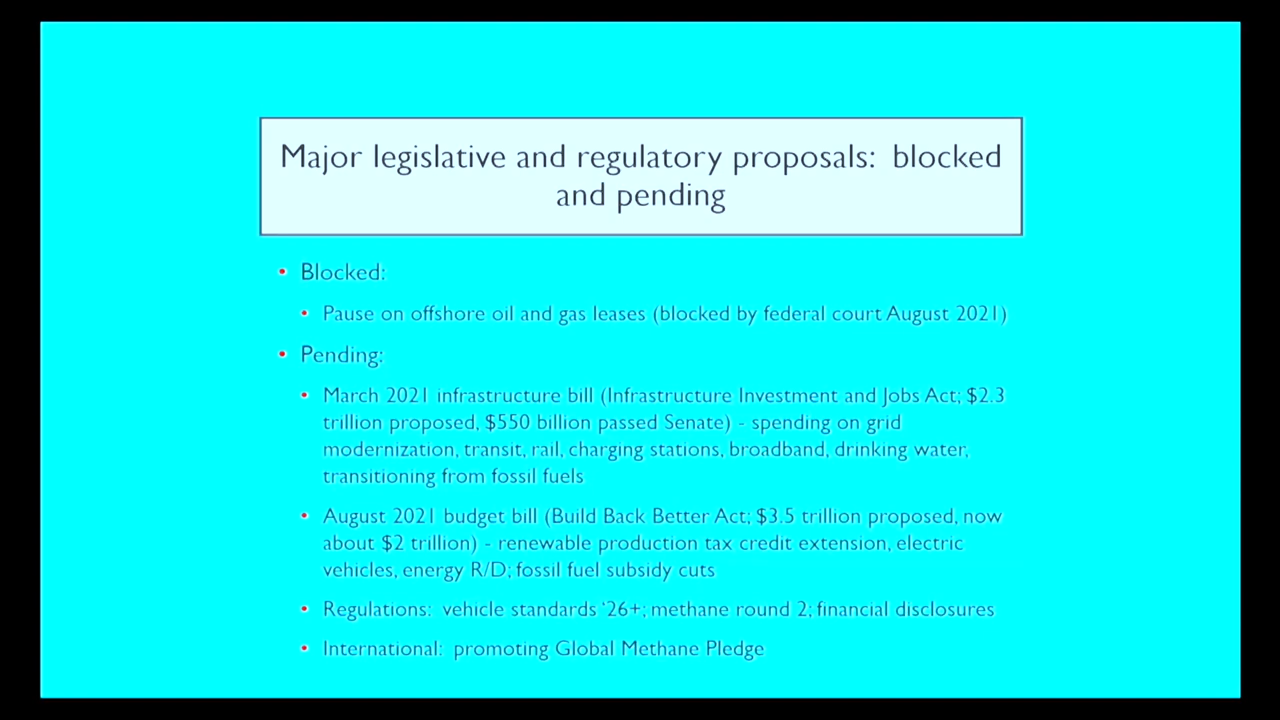 Major legislative and regulatory proposals:  blocked
and pending
• Blocked:
• Pause on offshore oil and gas leases (blocked by federal court August 2021)
• Pending:
• March 2021 infrastructure bill (Infrastructure Investment and Jobs Act; $2.3
trillion proposed, $550 billion passed Senate) - spending on grid
modernization, transit, rail, charging stations, broadband, drinking water,
transitioning from fossil fuels
• August 2021 budget bill (Build Back Better Act; $3.5 trillion proposed, now
about $2 trillion) - renewable production tax credit extension, electric
vehicles, energy R/D; fossil fuel subsidy cuts
• Regulations:  vehicle standards ‘26+; methane round 2; financial disclosures
• International:  promoting Global Methane Pledge